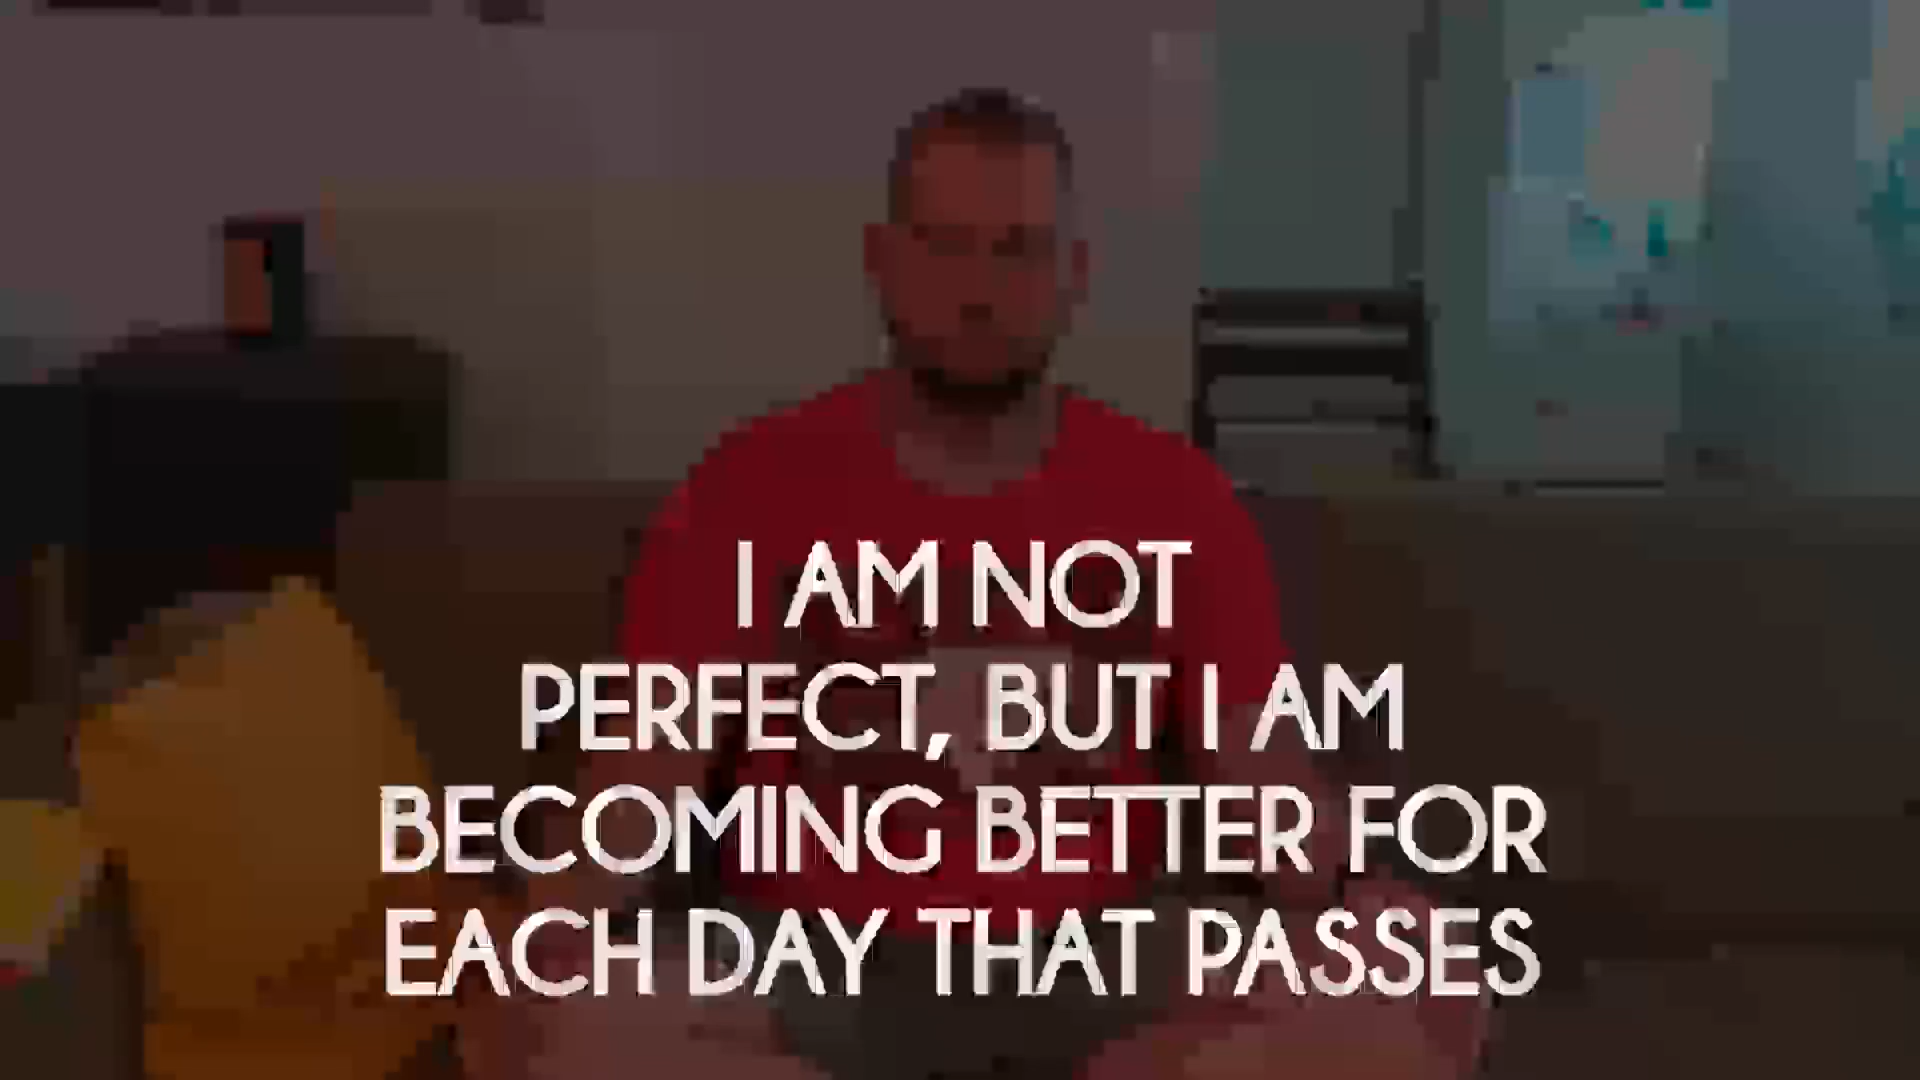 I AM NOT
PERFECT, BUT I AM
BECOMING BETTER FOR
EACH DAY THAT PASSES